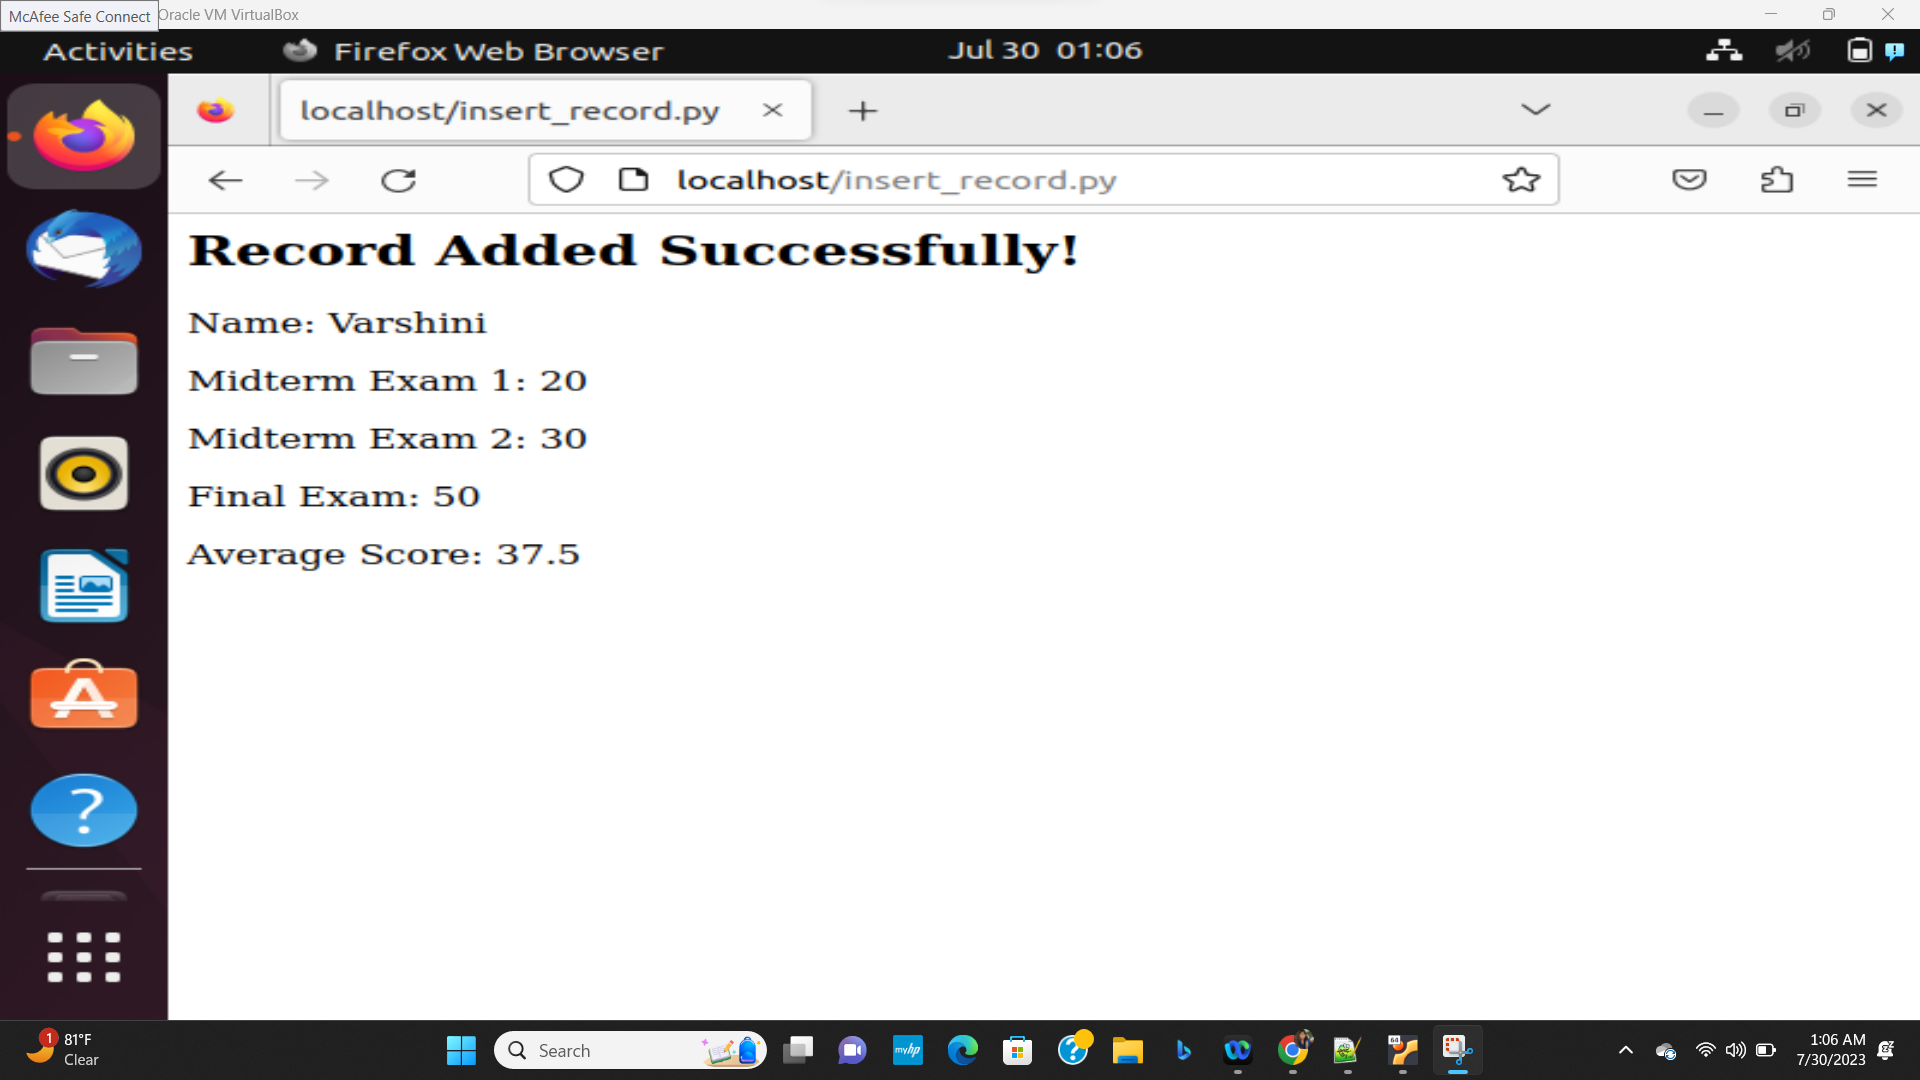 McAfee Safe Connect
Oracle VM VirtualBox
Activities
Firefox Web Browser
Jul 30 01:06
localhost/insert_record.py
localhost/insert_record.py
Record Added Successfully!
Name: Varshini
Midterm Exam 1: 20
Midterm Exam 2: 30
Final Exam: 50
Average Score: 37.5
1
81°F
Clear
Search
myhp
64
1:06 AM
7/30/2023